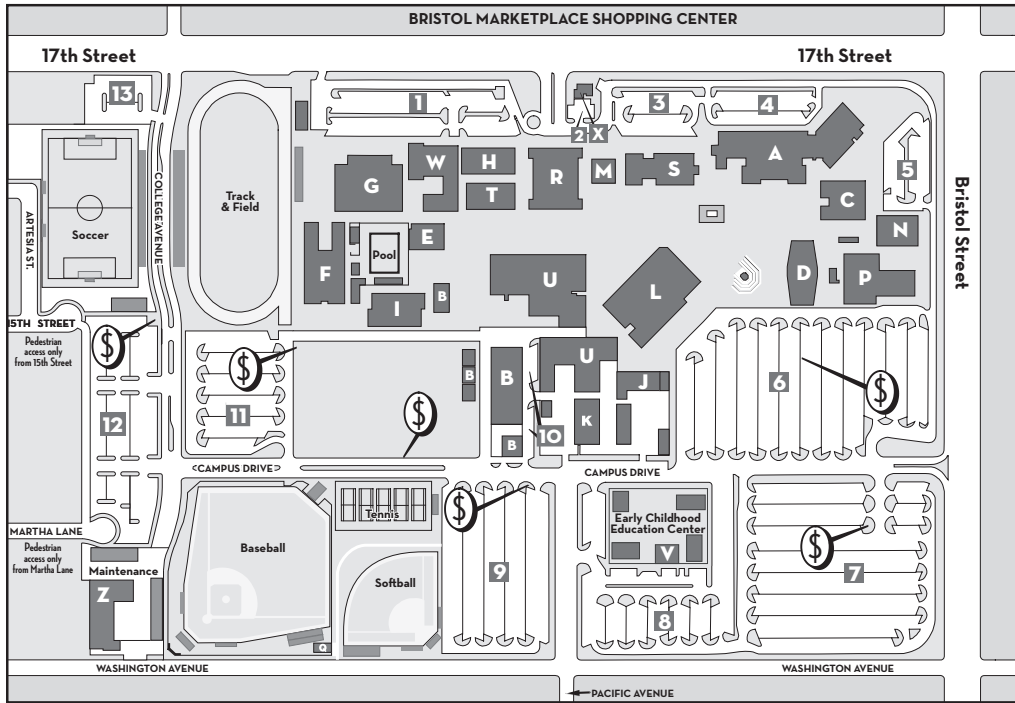 BRISTOL MARKETPLACE SHOPPING CENTER
17th Street
17th Street
13
1
3
4
2
X
5
A
W
H
G
R
M
S
T
C
Track
& Field
COLLEGE AVENUE
Soccer
ARTESIA ST.
Bristol Street
N
E
Pool
F
U
L
D
P
I
B
15TH STREET
Pedestrian
access only
from 15th Street
$
$
$
$
11
12
B
B
U
J
K
10
B
6
CAMPUS DRIVE
CAMPUS DRIVE
MARTHA LANE
Pedestrian
access only
from Martha Lane
Maintenance
Z
Baseball
Tennis
Softball
$
9
Early Childhood
Education Center
V
8
$
7
Q
WASHINGTON AVENUE
WASHINGTON AVENUE
PACIFIC AVENUE